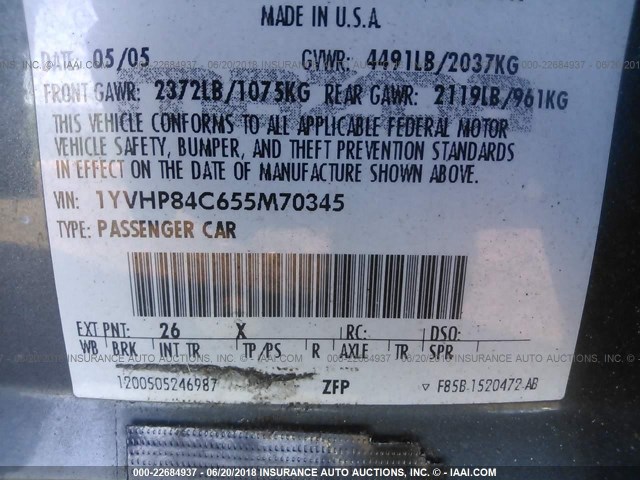 MADE IN U.S.A.
DATE 05/05 GVWR: 4491LB/2037KG
FRONT GAWR: 2372LB/1075KG REAR GAWR: 2119LB/961KG
THIS VEHICLE CONFORMS TO ALL APPLICABLE FEDERAL MOTOR
VEHICLE SAFETY, BUMPER, AND THEFT PREVENTION STANDARDS
IN EFFECT ON THE DATE OF MANUFACTURE SHOWN ABOVE.
VIN: 1YVHP84C655M70345
TYPE: PASSENGER CAR
EXT PNT: 26 X RC: DSO:
WB BRK INT TR TP/PS R AXLE TR SPR
1200505246987 ZFP ▽ F85B-1520472-AB
00 - 22684937 - 06/20/2018 INSURANCE AUTO AUCTIONS INC. - © - IAAI.COM